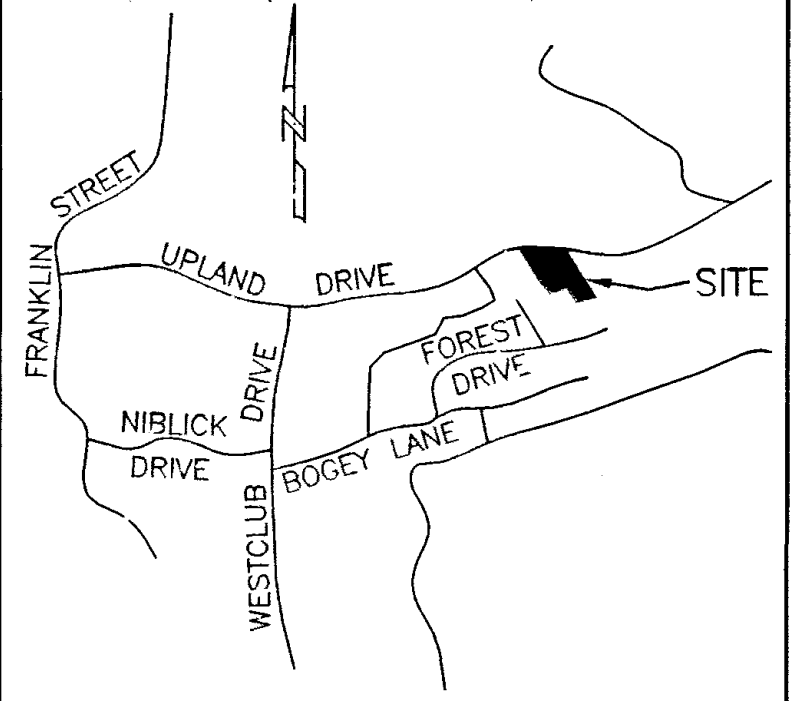 N
FRANKLIN STREET
UPLAND DRIVE
SITE
FOREST
DRIVE
WESTCLUB DRIVE
NIBLICK
DRIVE
BOGEY LANE